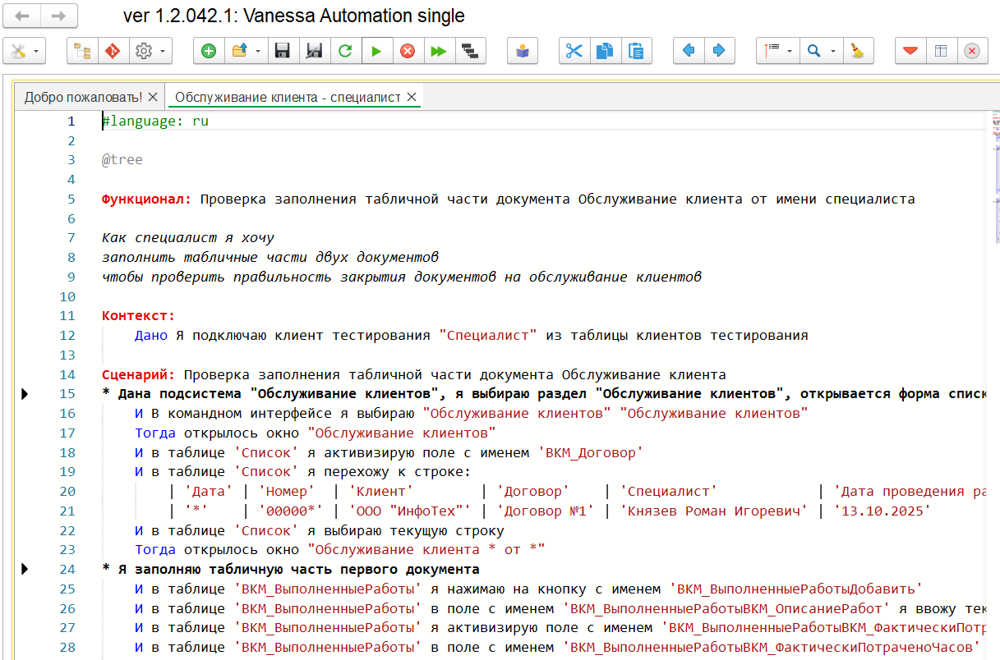 ver 1.2.042.1: Vanessa Automation single
Добро пожаловать! Обслуживание клиента - специалист
1 #language: ru
2
3 @tree
4
5 Функционал: Проверка заполнения табличной части документа Обслуживание клиента от имени специалиста
6
7 Как специалист я хочу
8 заполнить табличные части двух документов
9 чтобы проверить правильность закрытия документов на обслуживание клиентов
10
11 Контекст:
12 Дано Я подключаю клиент тестирования "Специалист" из таблицы клиентов тестирования
13
14 Сценарий: Проверка заполнения табличной части документа Обслуживание клиента
15 * Дана подсистема "Обслуживание клиентов", я выбираю раздел "Обслуживание клиентов", открывается форма списк
16 И В командном интерфейсе я выбираю "Обслуживание клиентов" "Обслуживание клиентов"
17 Тогда открылось окно "Обслуживание клиентов"
18 И в таблице 'Список' я активизирую поле с именем 'ВКМ_Договор'
19 И в таблице 'Список' я перехожу к строке:
20 | 'Дата' | 'Номер' | 'Клиент' | 'Договор' | 'Специалист' | 'Дата проведения ра
21 | '*' | '00000*' | 'ООО "ИнфоТех"' | 'Договор №1' | 'Князев Роман Игоревич' | '13.10.2025'
22 И в таблице 'Список' я выбираю текущую строку
23 Тогда открылось окно "Обслуживание клиента * от *"
24 * Я заполняю табличную часть первого документа
25 И в таблице 'ВКМ_ВыполненныеРаботы' я нажимаю на кнопку с именем 'ВКМ_ВыполненныеРаботыДобавить'
26 И в таблице 'ВКМ_ВыполненныеРаботы' в поле с именем 'ВКМ_ВыполненныеРаботыВКМ_ОписаниеРабот' я ввожу тек
27 И в таблице 'ВКМ_ВыполненныеРаботы' я активизирую поле с именем 'ВКМ_ВыполненныеРаботыВКМ_ФактическиПотр
28 И в таблице 'ВКМ_ВыполненныеРаботы' в поле с именем 'ВКМ_ВыполненныеРаботыВКМ_ФактическиПотраченоЧасов'